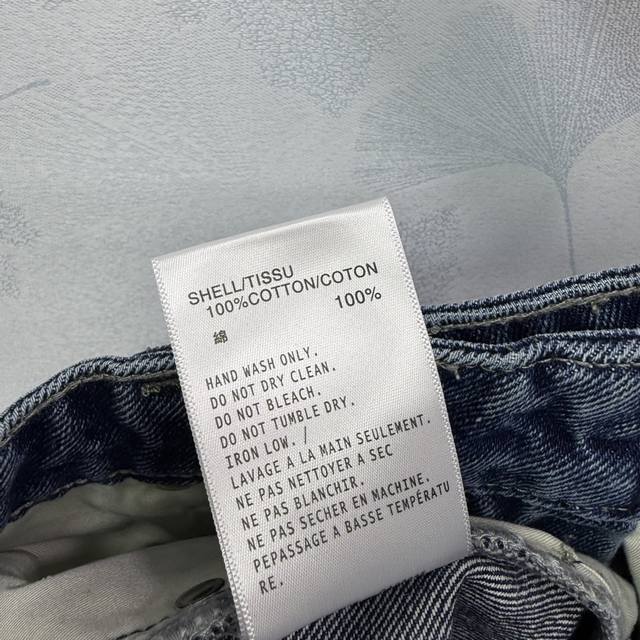 SHELL/TISSU
100%COTTON/COTON
綿 100%
HAND WASH ONLY.
DO NOT DRY CLEAN.
DO NOT BLEACH.
DO NOT TUMBLE DRY.
IRON LOW. /
LAVAGE A LA MAIN SEULEMENT.
NE PAS NETTOYER A SEC
NE PAS BLANCHIR.
NE PAS SECHER EN MACHINE.
PEPASSAGE A BASSE TEMPÉRATU
RE.